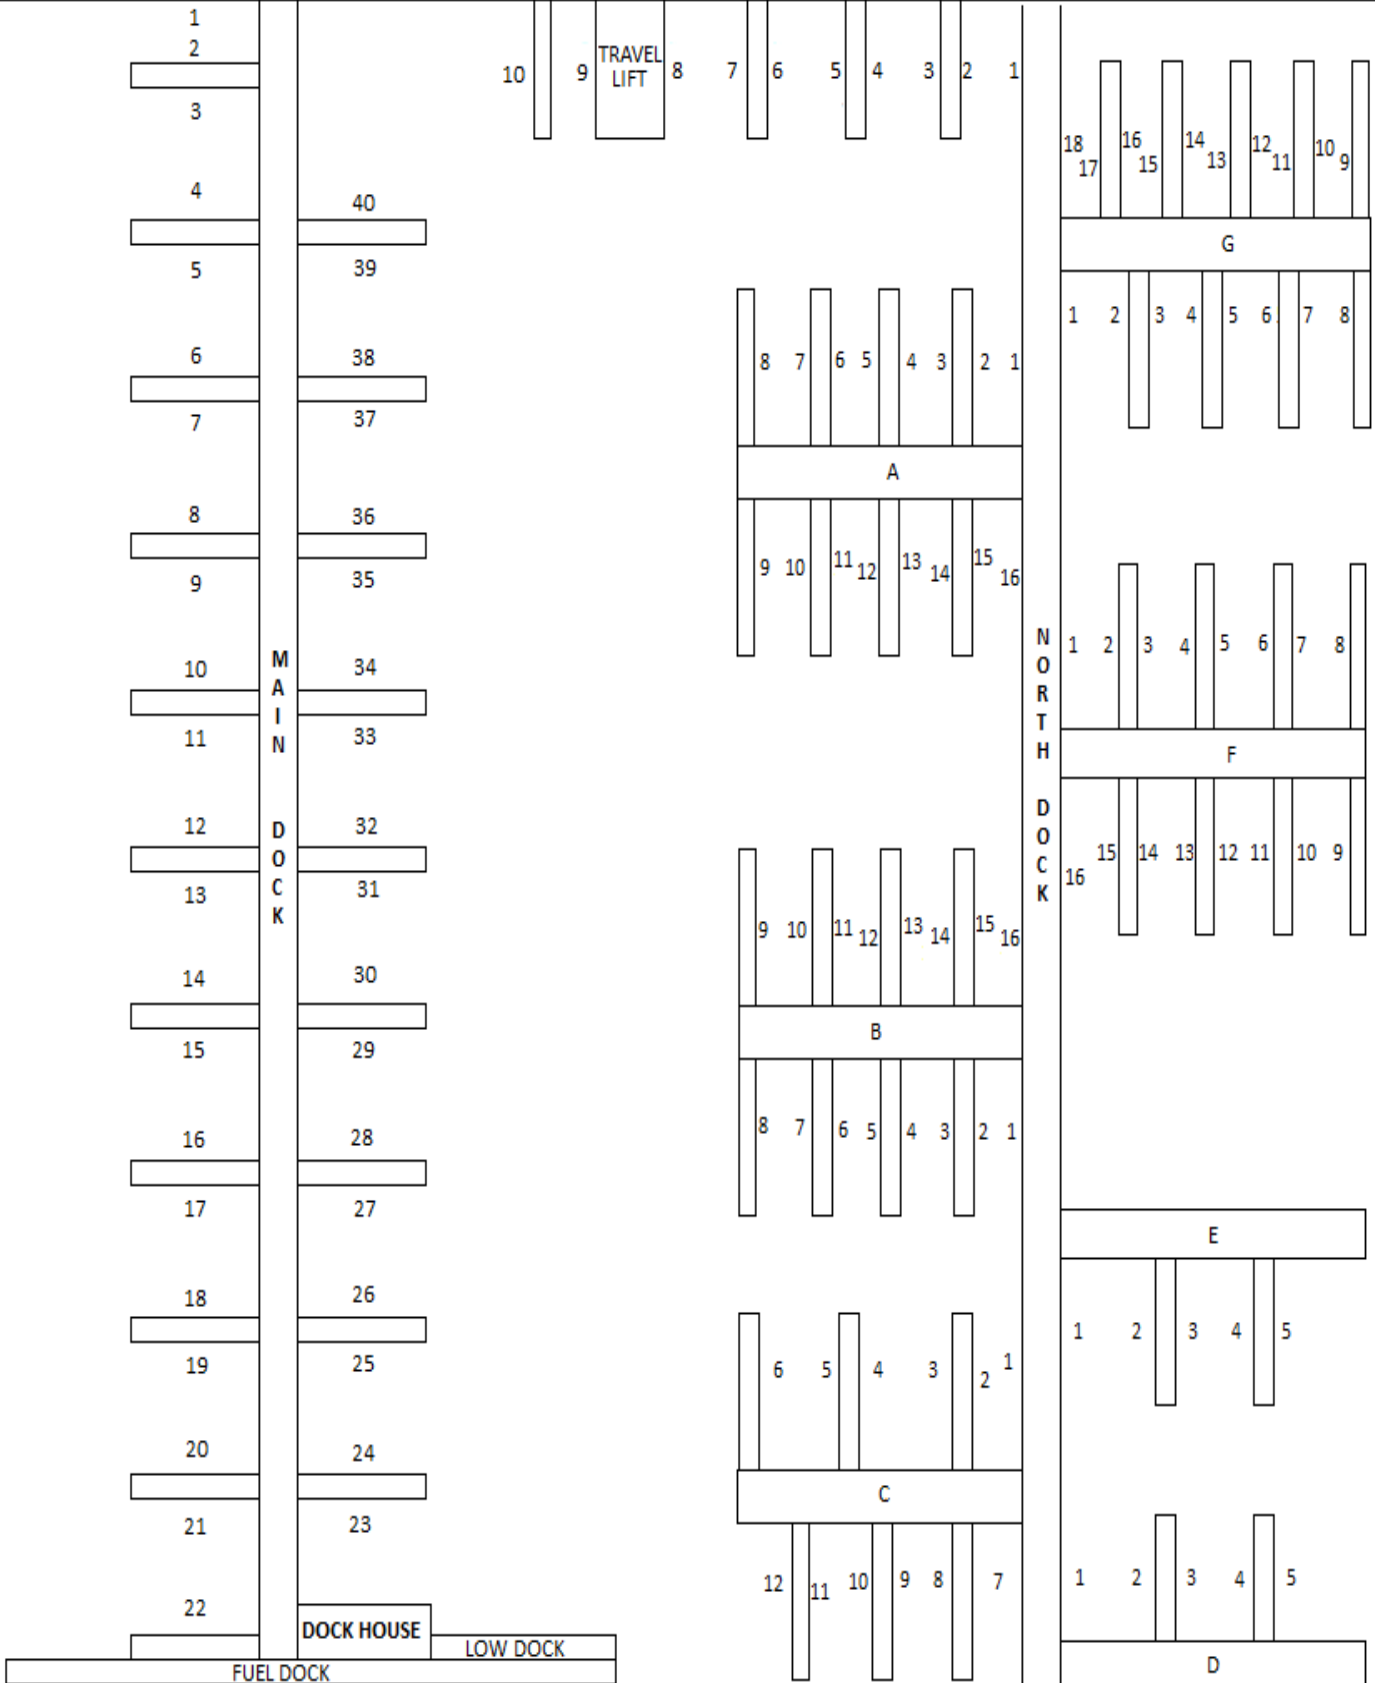 1
2
3
4
5
6
7
8
9
10
11
12
13
14
15
16
17
18
19
20
21
22
40
39
38
37
36
35
34
33
32
31
30
29
28
27
26
25
24
23
MAIN DOCK
DOCK HOUSE
LOW DOCK
FUEL DOCK
10 9 TRAVEL LIFT 8 7 6 5 4 3 2 1
8 7 6 5 4 3 2 1
A
9 10 11 12 13 14 15 16
9 10 11 12 13 14 15 16
B
8 7 6 5 4 3 2 1
6 5 4 3 2 1
C
12 11 10 9 8 7
NORTH DOCK
18 17 16 15 14 13 12 11 10 9
G
1 2 3 4 5 6 7 8
1 2 3 4 5 6 7 8
F
16 15 14 13 12 11 10 9
E
1 2 3 4 5
1 2 3 4 5
D